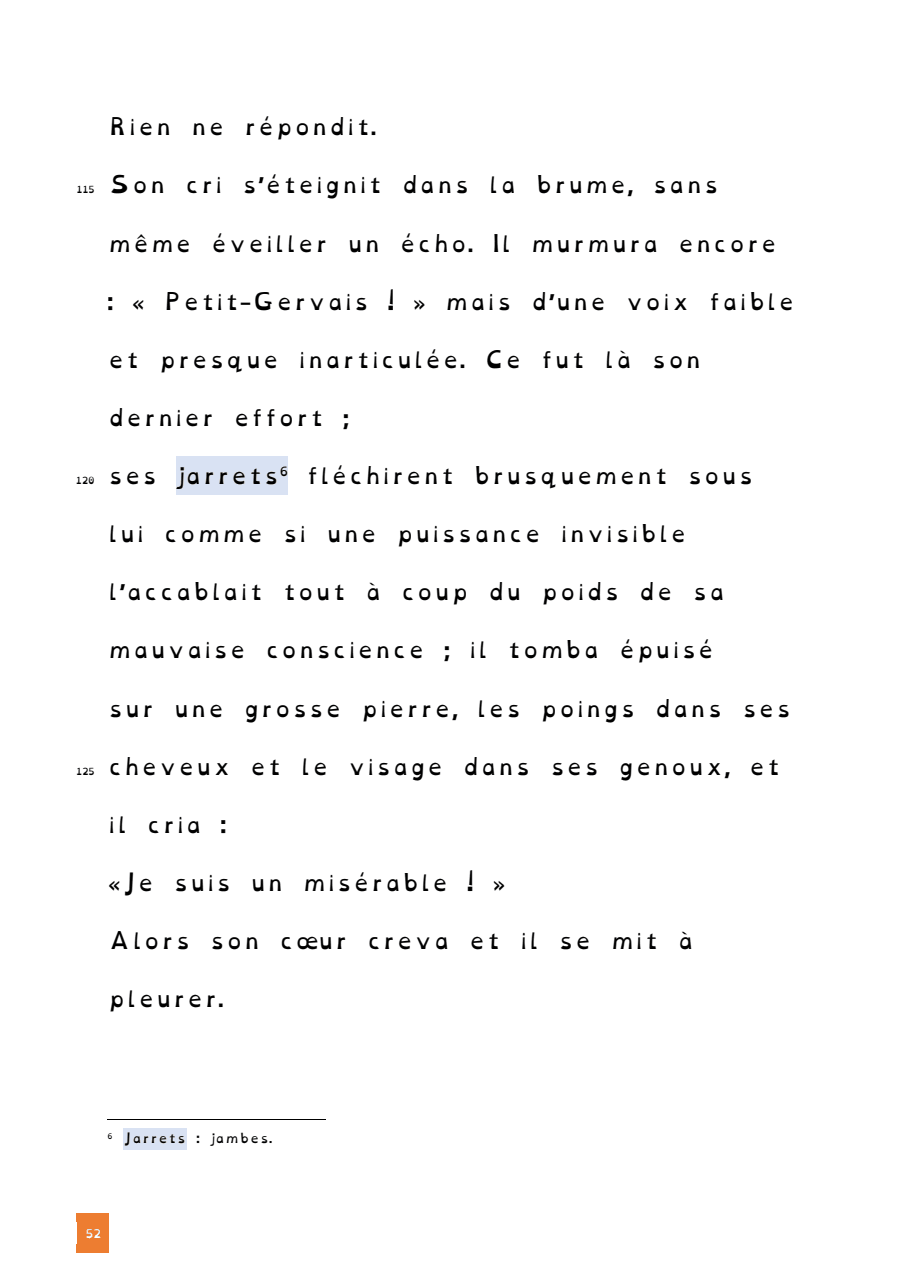 Rien ne répondit.
115 Son cri s’éteignit dans la brume, sans
même éveiller un écho. Il murmura encore
: « Petit-Gervais ! » mais d’une voix faible
et presque inarticulée. Ce fut là son
dernier effort ;
120 ses jarrets⁶ fléchirent brusquement sous
lui comme si une puissance invisible
l’accablait tout à coup du poids de sa
mauvaise conscience ; il tomba épuisé
sur une grosse pierre, les poings dans ses
125 cheveux et le visage dans ses genoux, et
il cria :
«Je suis un misérable ! »
Alors son cœur creva et il se mit à
pleurer.
⁶ Jarrets : jambes.
52